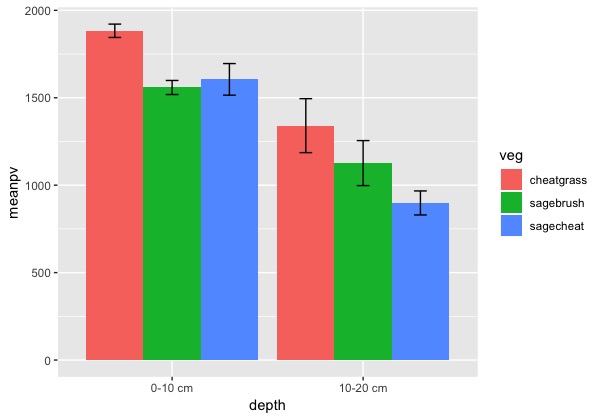 2000
1500
1000
500
0
meanpv
0-10 cm
10-20 cm
depth
veg
cheatgrass
sagebrush
sagecheat